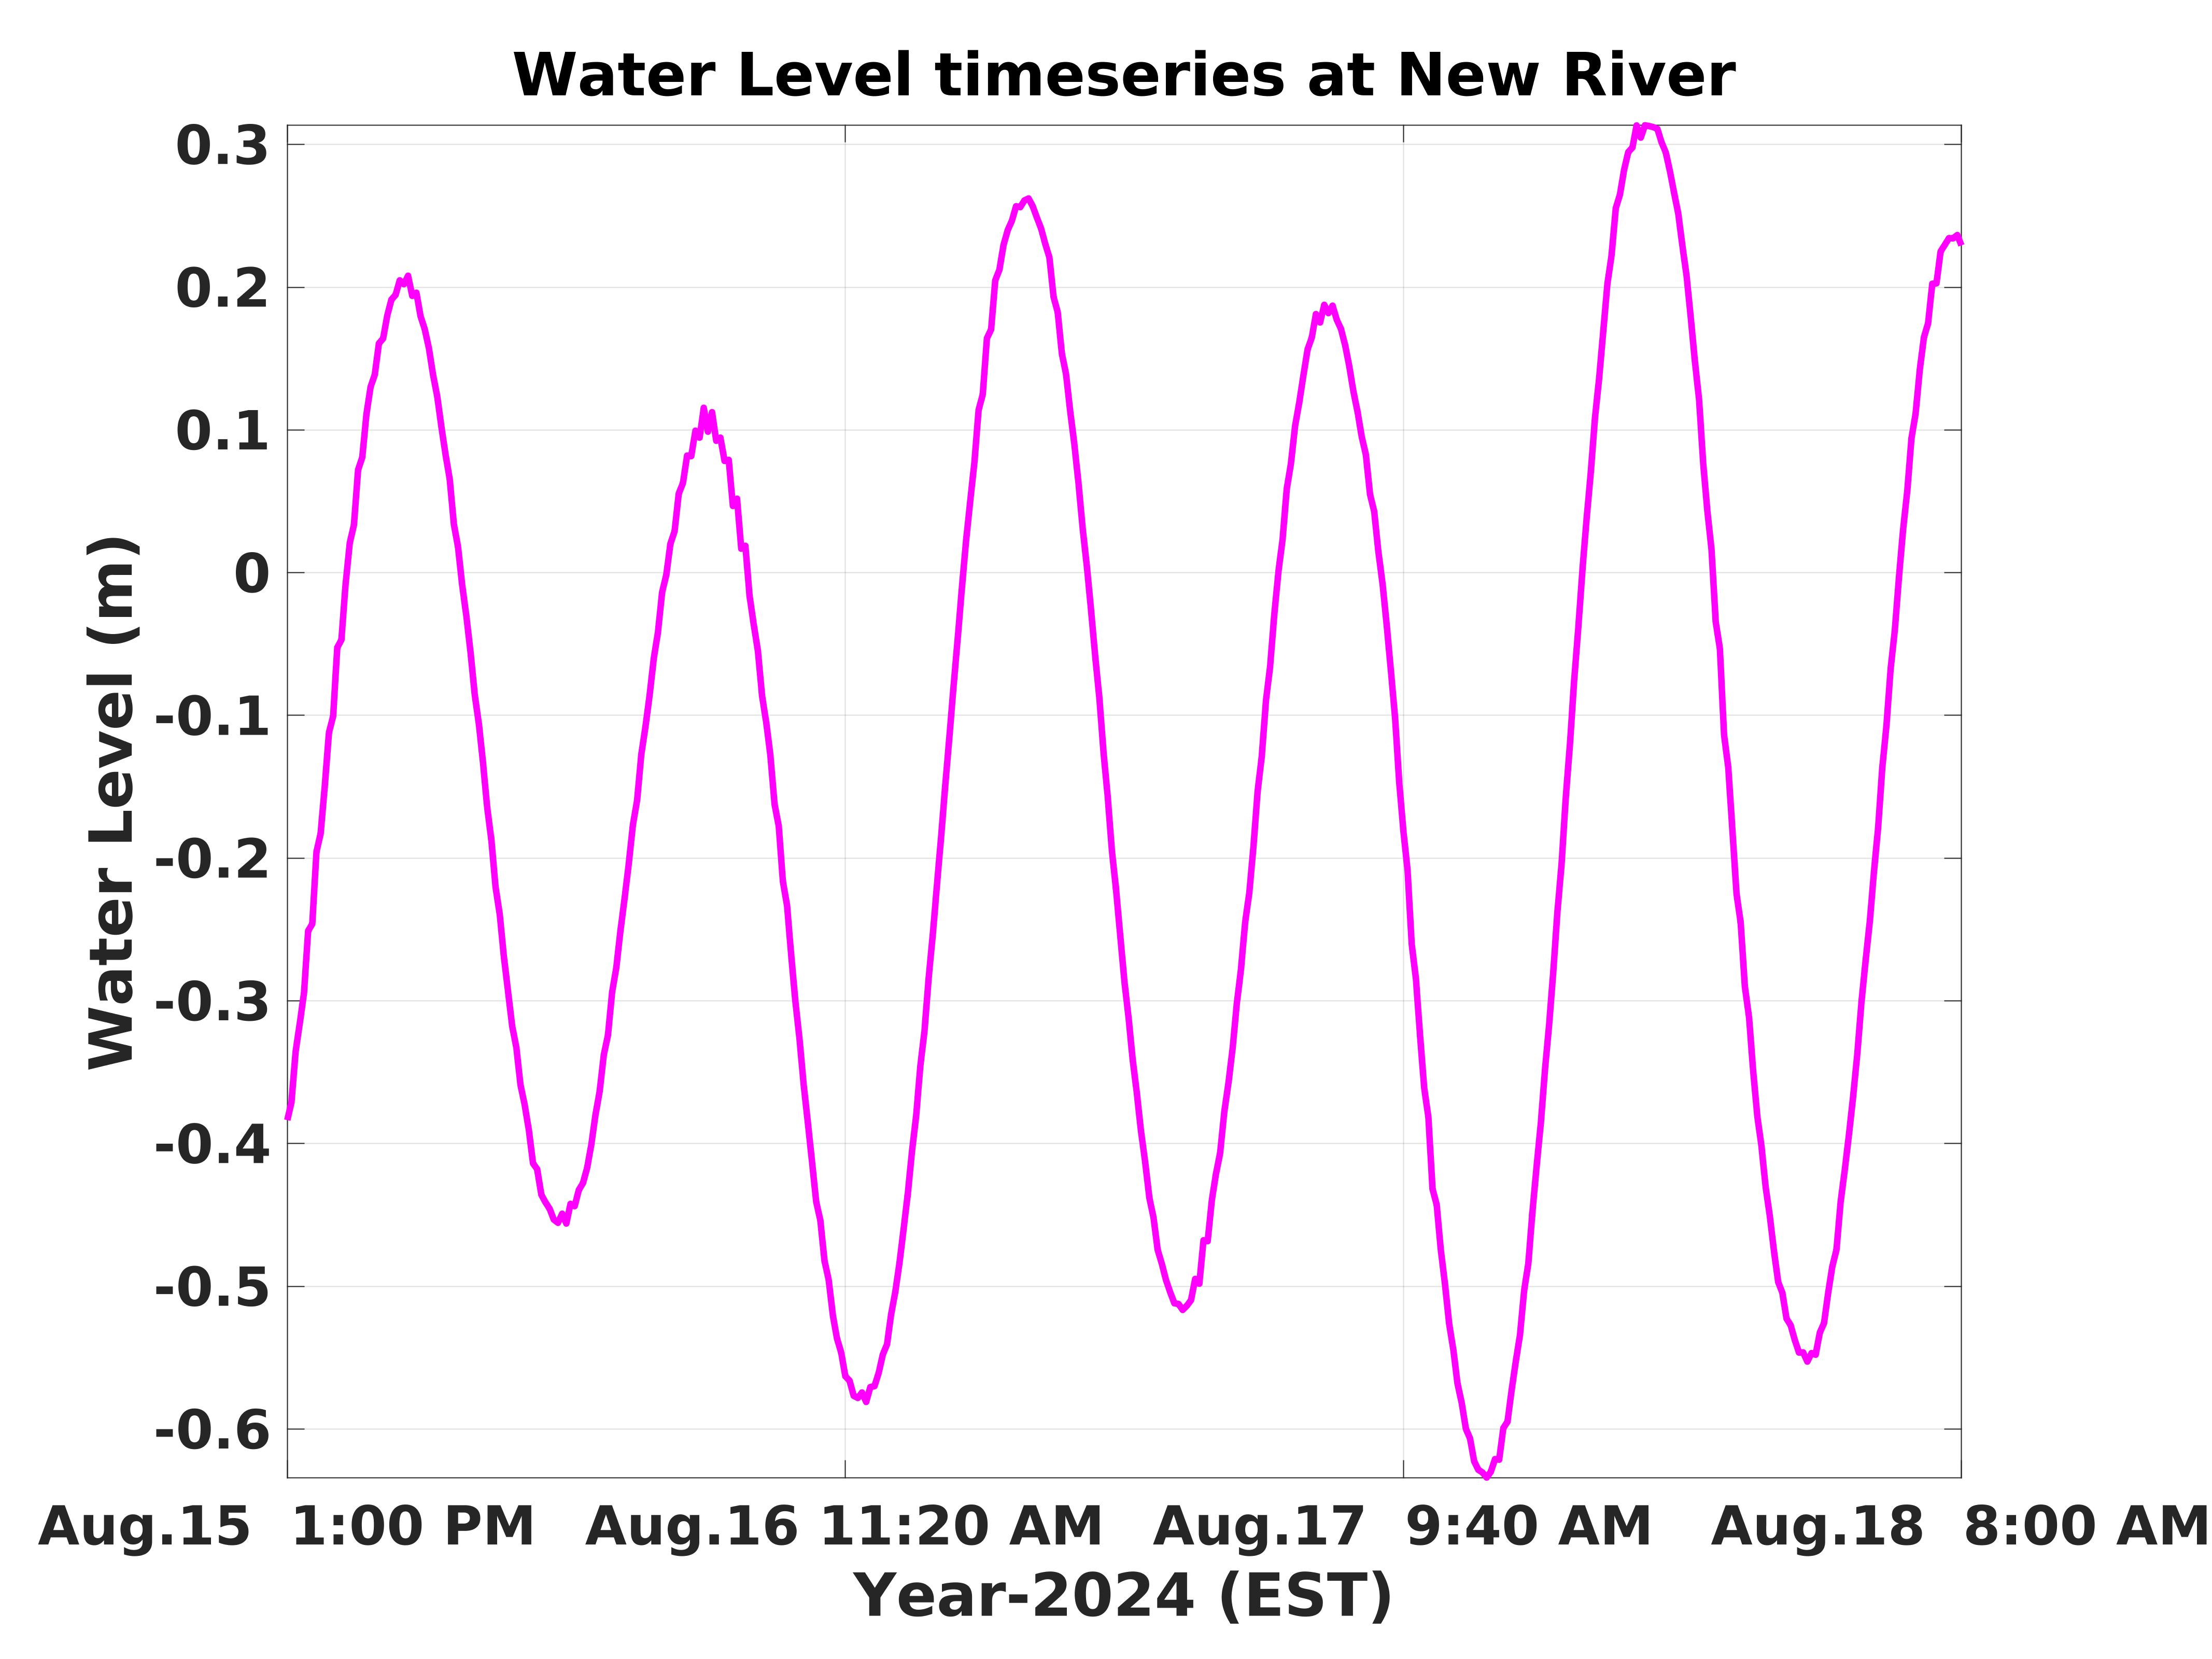 Water Level timeseries at New River
0.3
0.2
0.1
0
-0.1
-0.2
-0.3
-0.4
-0.5
-0.6
Water Level (m)
Aug.15 1:00 PM Aug.16 11:20 AM Aug.17 9:40 AM Aug.18 8:00 AM
Year-2024 (EST)